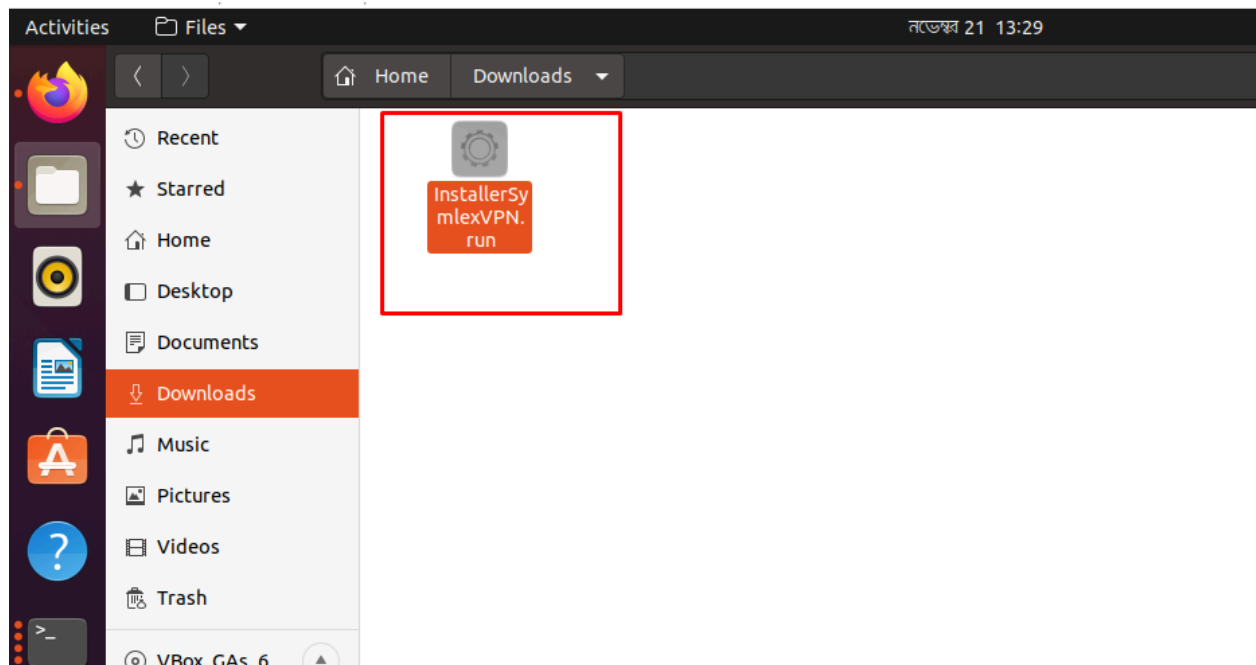 Activities
Files
নভেম্বর 21 13:29
Home
Downloads
Recent
Starred
Home
Desktop
Documents
Downloads
Music
Pictures
Videos
Trash
VBox_GAs_6
InstallerSy
mlexVPN.
run